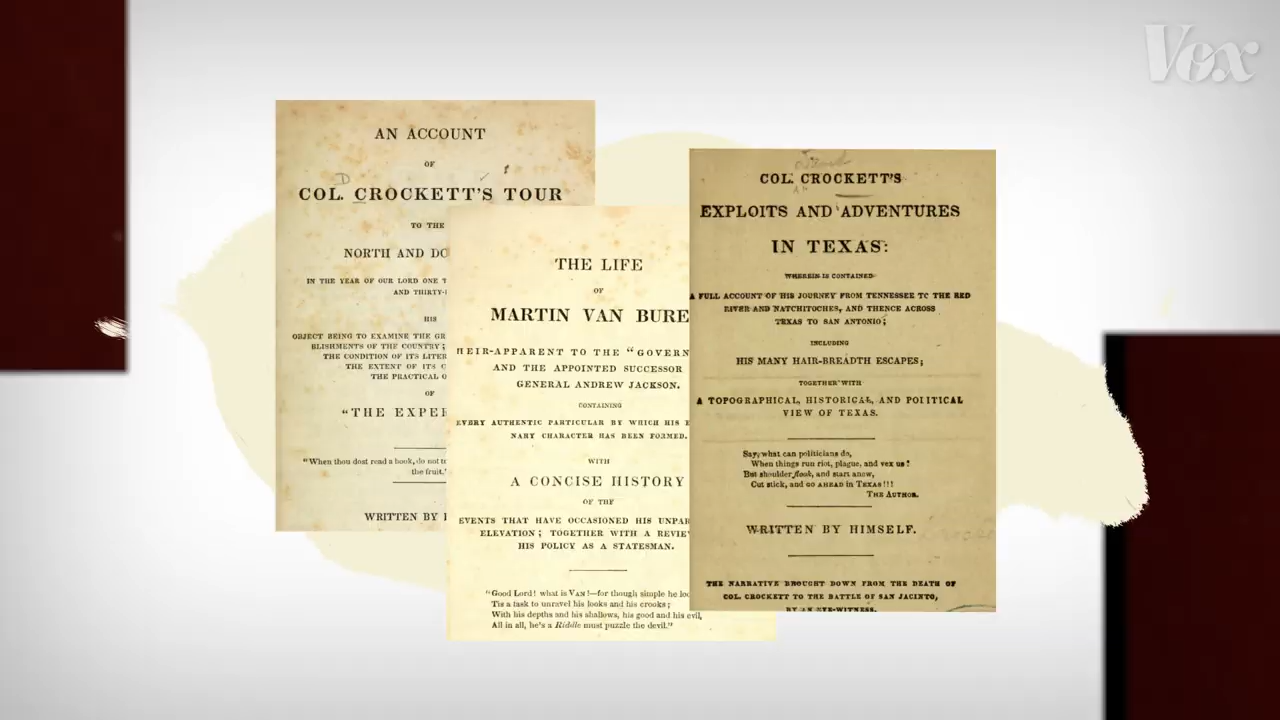 Vox
AN ACCOUNT
OF
COL. CROCKETT'S TOUR
TO THE
NORTH AND DO
IN THE YEAR OF OUR LORD ONE T
AND THIRTY-
HIS
OBJECT BEING TO EXAMINE THE GR
BLISHMENTS OF THE COUNTRY;
THE CONDITION OF ITS LITER
THE EXTENT OF ITS C
THE PRACTICAL O
OF
"THE EXPER
"When thou dost read a book, do not t
the fruit."
WRITTEN BY
THE LIFE
OF
MARTIN VAN BURE
HEIR-APPARENT TO THE "GOVERN
AND THE APPOINTED SUCCESSOR
GENERAL ANDREW JACKSON.
CONTAINING
EVERY AUTHENTIC PARTICULAR BY WHICH HIS E
NARY CHARACTER HAS BEEN FORMED.
WITH
A CONCISE HISTORY
OF THE
EVENTS THAT HAVE OCCASIONED HIS UNPAR
ELEVATION; TOGETHER WITH A REVIE
HIS POLICY AS A STATESMAN.
"Good Lord! what is VAN!—for though simple he loo
Tis a task to unravel his looks and his crooks;
With his depths and his shallows, his good and his evil,
All in all, he's a Riddle must puzzle the devil."
COL. CROCKETT'S
EXPLOITS AND ADVENTURES
IN TEXAS:
WHEREIN IS CONTAINED
A FULL ACCOUNT OF HIS JOURNEY FROM TENNESSEE TO THE RED
RIVER AND NATCHITOCHES, AND THENCE ACROSS
TEXAS TO SAN ANTONIO;
INCLUDING
HIS MANY HAIR-BREADTH ESCAPES;
TOGETHER WITH
A TOPOGRAPHICAL, HISTORICAL, AND POLITICAL
VIEW OF TEXAS.
Say, what can politicians do,
When things run riot, plague, and vex us?
But shoulder flook, and start anew,
Cut stick, and GO AHEAD in TEXAS!!!
THE AUTHOR.
WRITTEN BY HIMSELF.
THE NARRATIVE BROUGHT DOWN FROM THE DEATH OF
COL. CROCKETT TO THE BATTLE OF SAN JACINTO,
BY AN EYE-WITNESS.